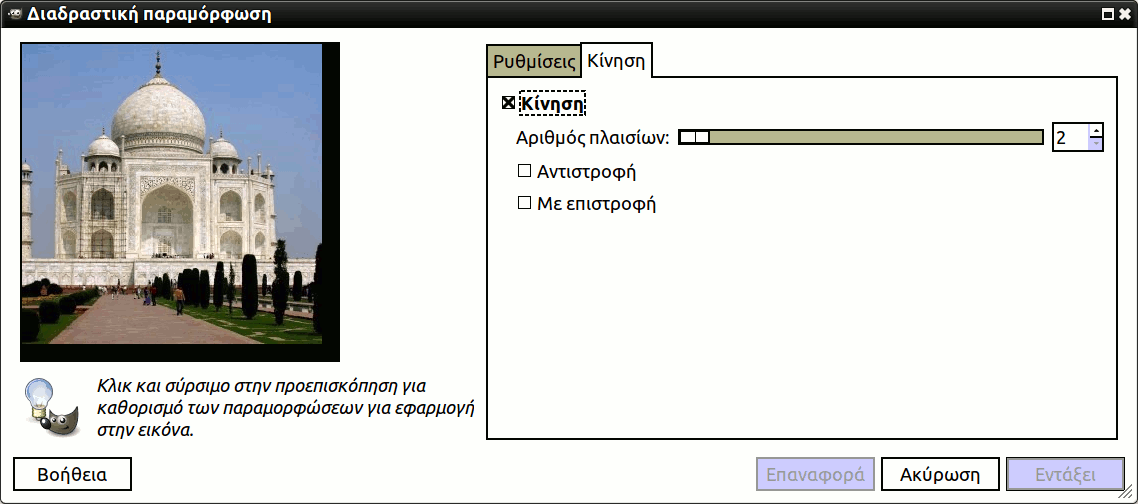 Διαδραστική παραμόρφωση
Ρυθμίσεις Κίνηση
Κίνηση
Αριθμός πλαισίων: 2
Αντιστροφή
Με επιστροφή
Κλικ και σύρσιμο στην προεπισκόπηση για
καθορισμό των παραμορφώσεων για εφαρμογή
στην εικόνα.
Βοήθεια Επαναφορά Ακύρωση Εντάξει